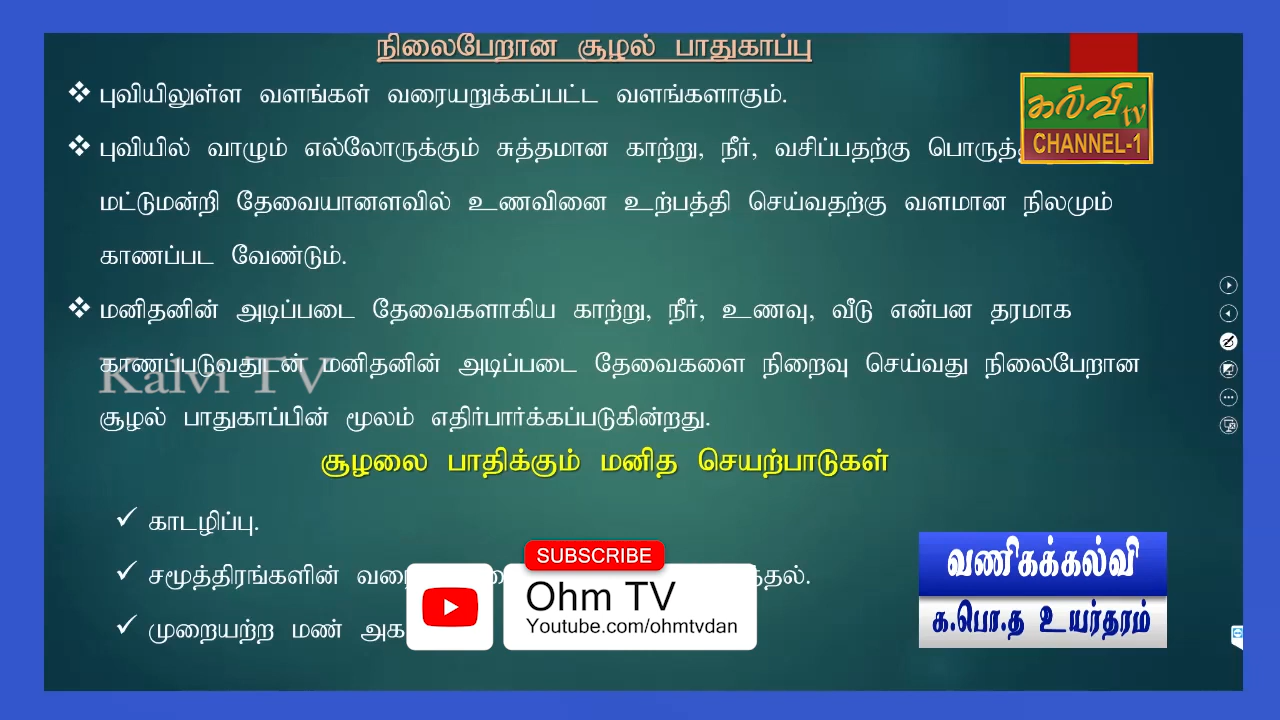 நிலைபேறான சூழல் பாதுகாப்பு
❖ புவியிலுள்ள வளங்கள் வரையறுக்கப்பட்ட வளங்களாகும்.
❖ புவியில் வாழும் எல்லோருக்கும் சுத்தமான காற்று, நீர், வசிப்பதற்கு
மட்டுமன்றி தேவையானளவில் உணவினை உற்பத்தி செய்வதற்கு வளமான நிலமும்
காணப்பட வேண்டும்.
❖ மனிதனின் அடிப்படை தேவைகளாகிய காற்று, நீர், உணவு, வீடு என்பன தரமாக
காணப்படுவதுடன் மனிதனின் அடிப்படை தேவைகளை நிறைவு செய்வது நிலைபேறான
சூழல் பாதுகாப்பின் மூலம் எதிர்பார்க்கப்படுகின்றது.
சூழலை பாதிக்கும் மனித செயற்பாடுகள்
✓ காடழிப்பு.
✓ சமூத்திரங்களின்
✓ முறையற்ற மண்
கல்வி tv
CHANNEL-1
Kalvi TV
SUBSCRIBE
Ohm TV
Youtube.com/ohmtvdan
வணிகக்கல்வி
க.பொ.த உயர்தரம்